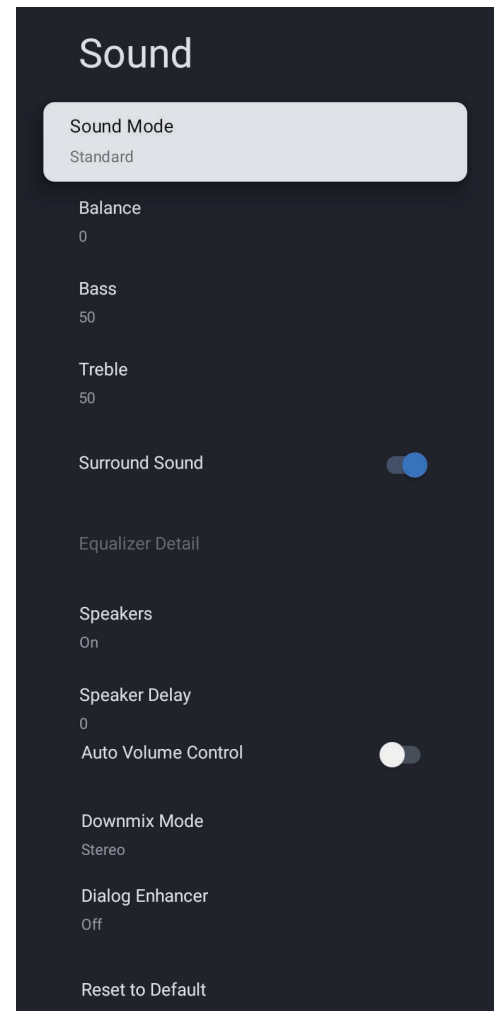 Sound
Sound Mode
Standard
Balance
0
Bass
50
Treble
50
Surround Sound
Equalizer Detail
Speakers
On
Speaker Delay
0
Auto Volume Control
Downmix Mode
Stereo
Dialog Enhancer
Off
Reset to Default